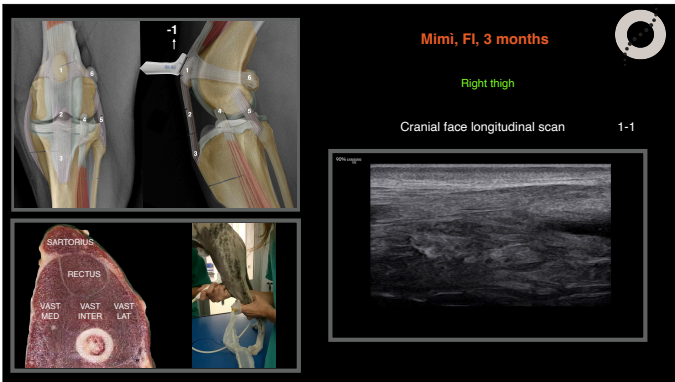 Mimì, FI, 3 months
Right thigh
Cranial face longitudinal scan 1-1
-1
1
6
2
4
5
3
1
6
2
4
5
3
SARTORIUS
RECTUS
VAST MED
VAST INTER
VAST LAT
90%